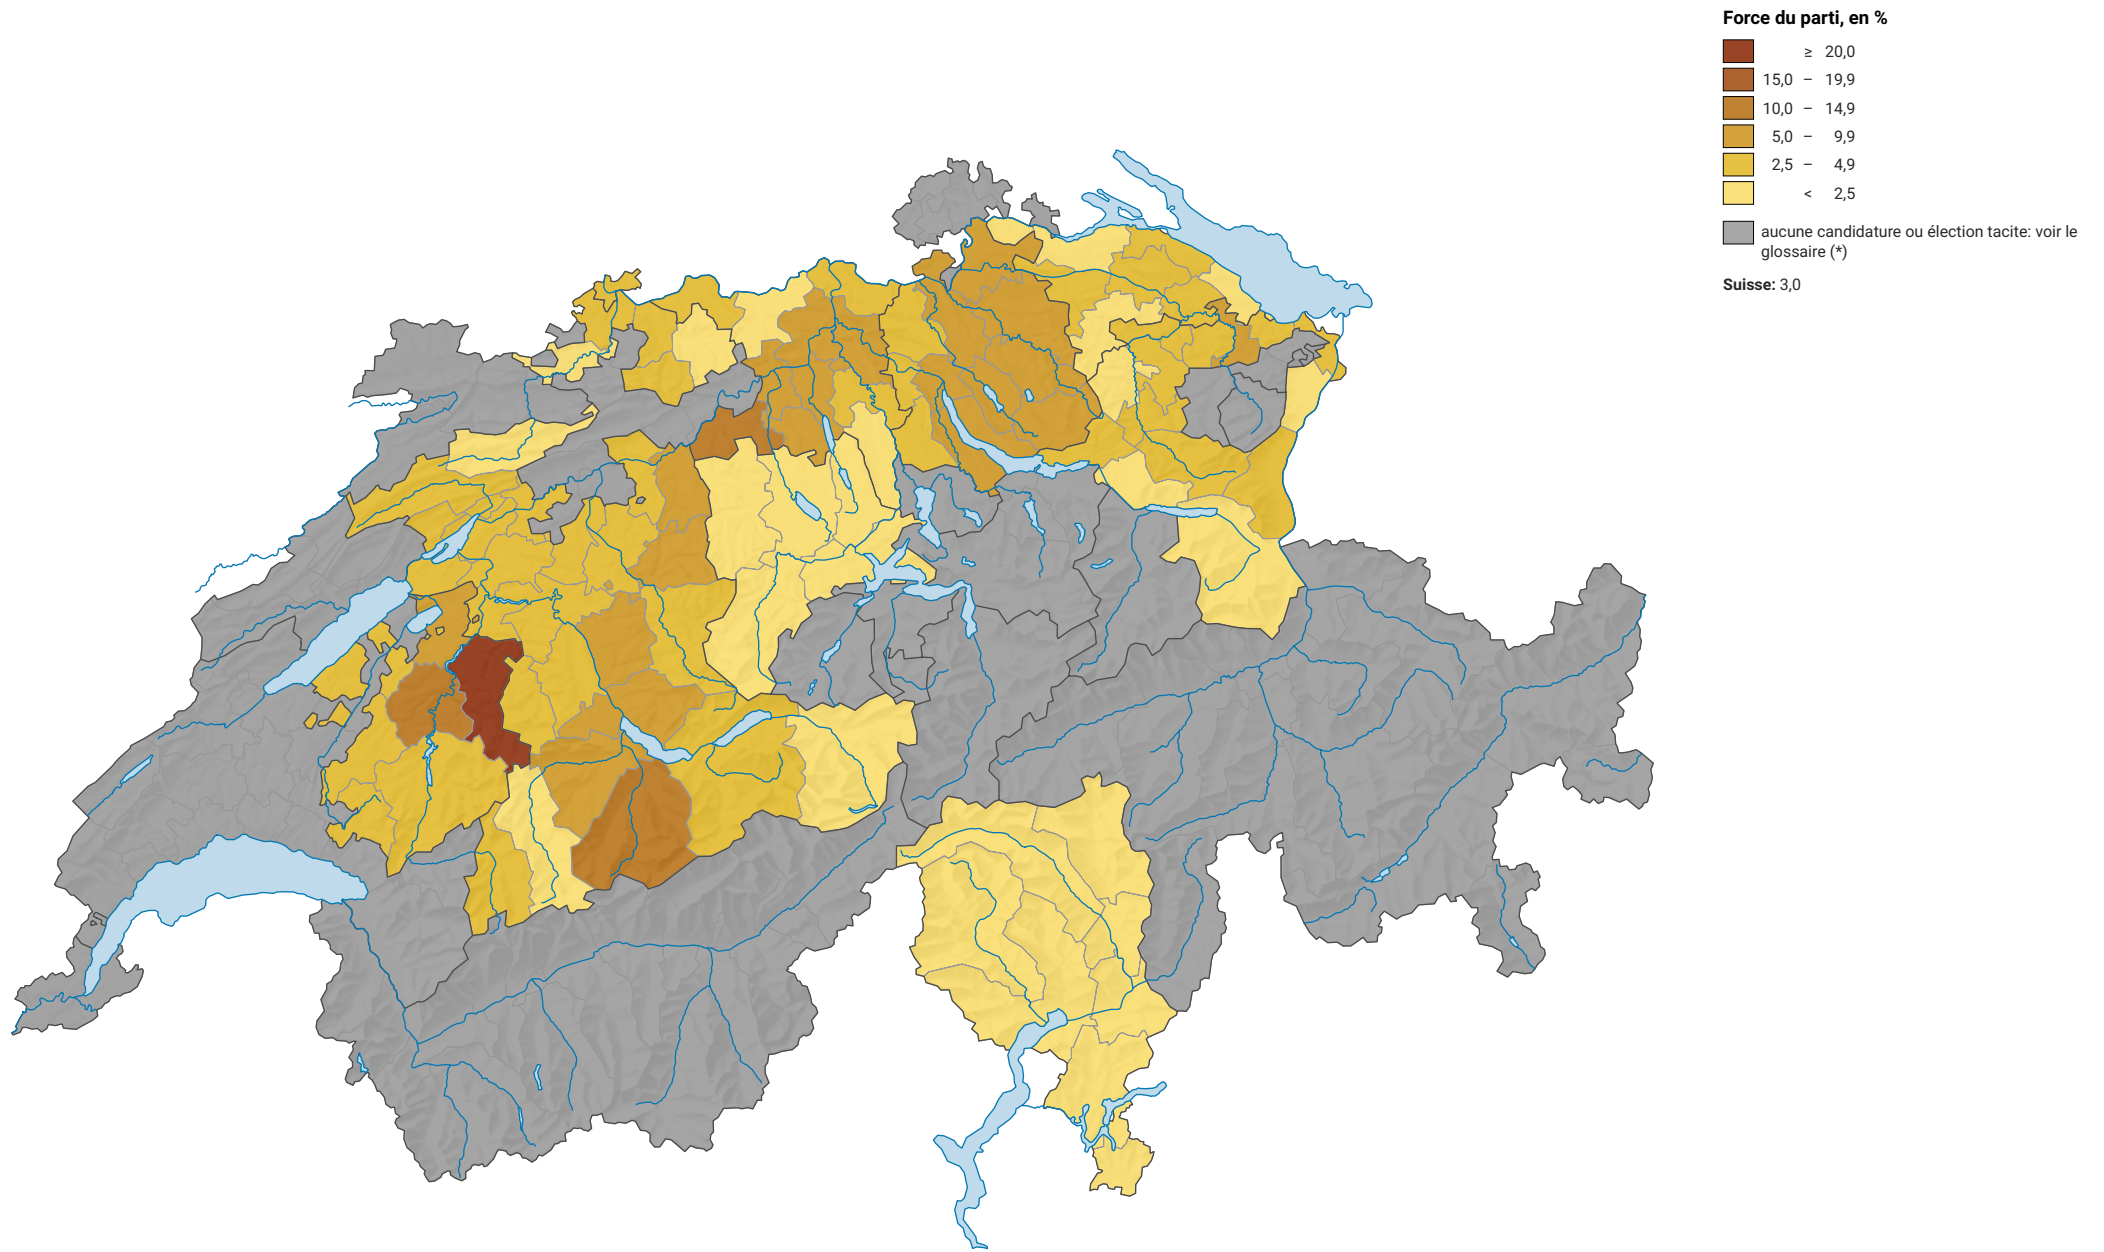 Force du parti, en %
≥ 20,0
15,0 – 19,9
10,0 – 14,9
5,0 – 9,9
2,5 – 4,9
< 2,5
aucune candidature ou élection tacite: voir le
glossaire (*)
Suisse: 3,0